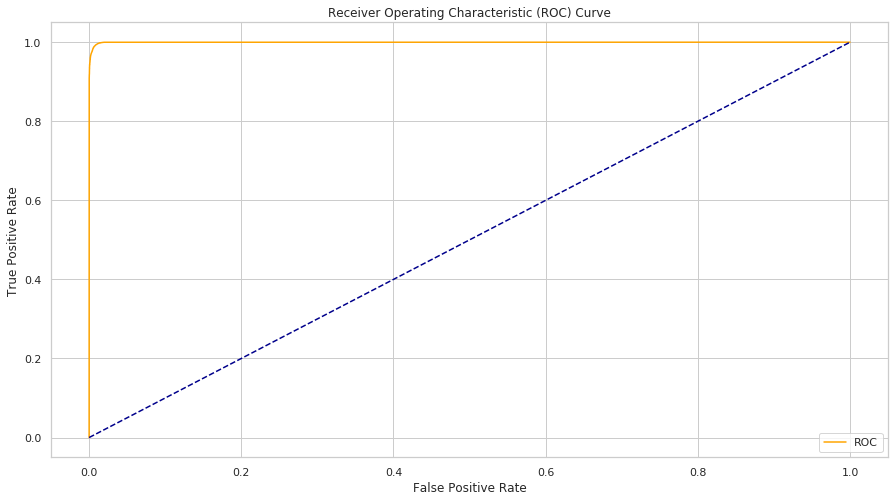 Receiver Operating Characteristic (ROC) Curve
True Positive Rate
1.0
0.8
0.6
0.4
0.2
0.0
0.0 0.2 0.4 0.6 0.8 1.0
False Positive Rate
ROC